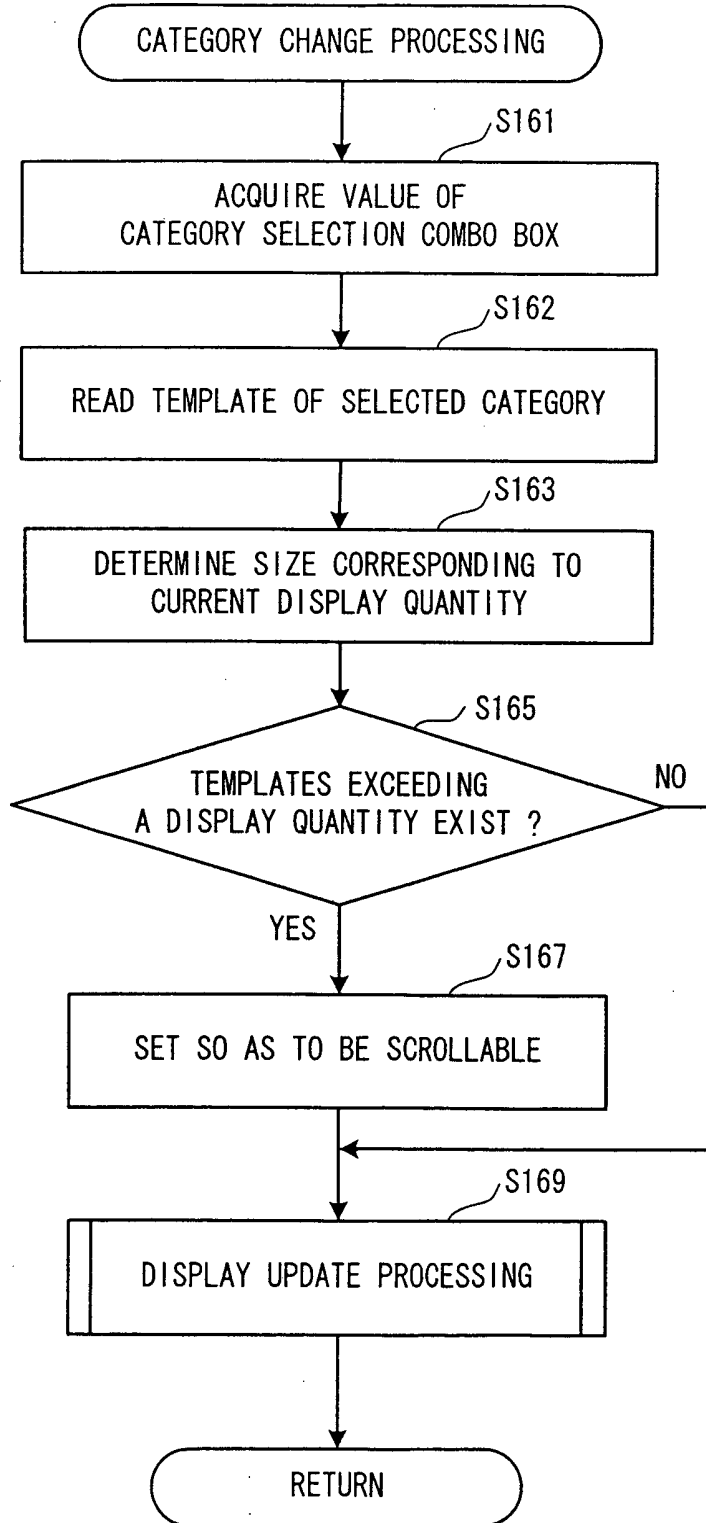 CATEGORY CHANGE PROCESSING
S161
ACQUIRE VALUE OF
CATEGORY SELECTION COMBO BOX
S162
READ TEMPLATE OF SELECTED CATEGORY
S163
DETERMINE SIZE CORRESPONDING TO
CURRENT DISPLAY QUANTITY
S165
TEMPLATES EXCEEDING
A DISPLAY QUANTITY EXIST ?
NO
YES
S167
SET SO AS TO BE SCROLLABLE
S169
DISPLAY UPDATE PROCESSING
RETURN